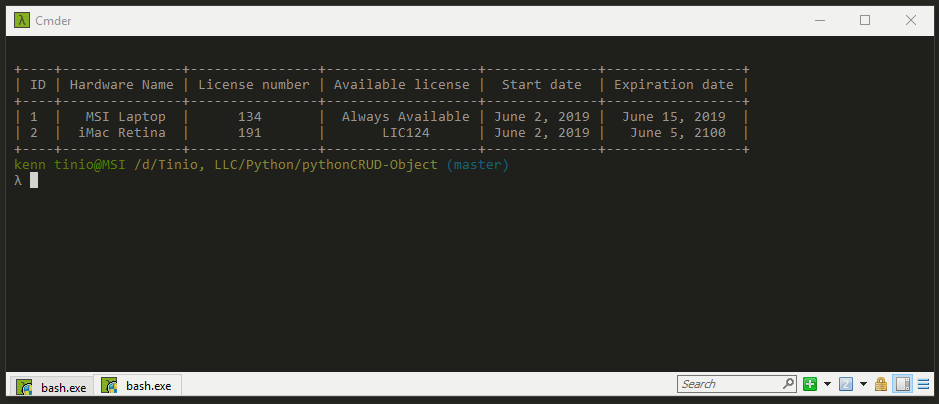 Cmder
+----+---------------+----------------+-------------------+--------------+-----------------+
| ID | Hardware Name | License number | Available license |  Start date  | Expiration date |
+----+---------------+----------------+-------------------+--------------+-----------------+
| 1  |   MSI Laptop  |      134       |  Always Available | June 2, 2019 |  June 15, 2019  |
| 2  |  iMac Retina  |      191       |       LIC124      | June 2, 2019 |   June 5, 2100  |
+----+---------------+----------------+-------------------+--------------+-----------------+
kenn tinio@MSI /d/Tinio, LLC/Python/pythonCRUD-Object (master)
λ
bash.exe bash.exe Search